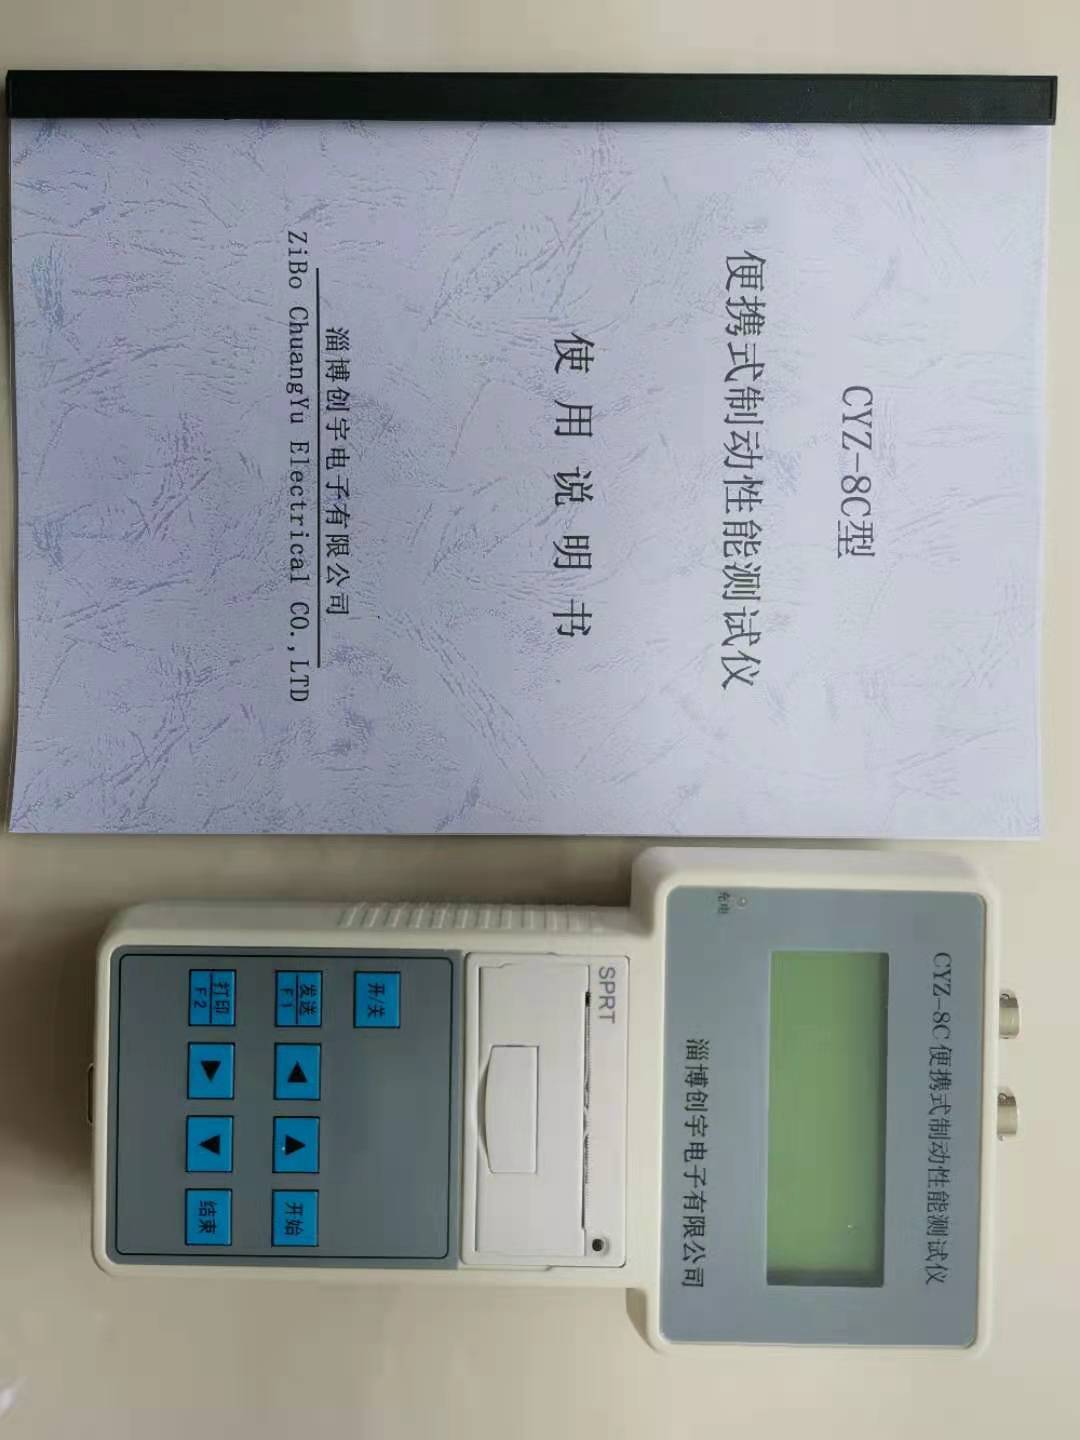 CYZ-8C型
便携式制动性能测试仪
使用说明书
淄博创宇电子有限公司
ZiBo ChuangYu Electrical CO.,LTD
CYZ-8C便携式制动性能测试仪
充电
淄博创宇电子有限公司
SPRT
开/关
发送
F1
开始
打印
F2
结束